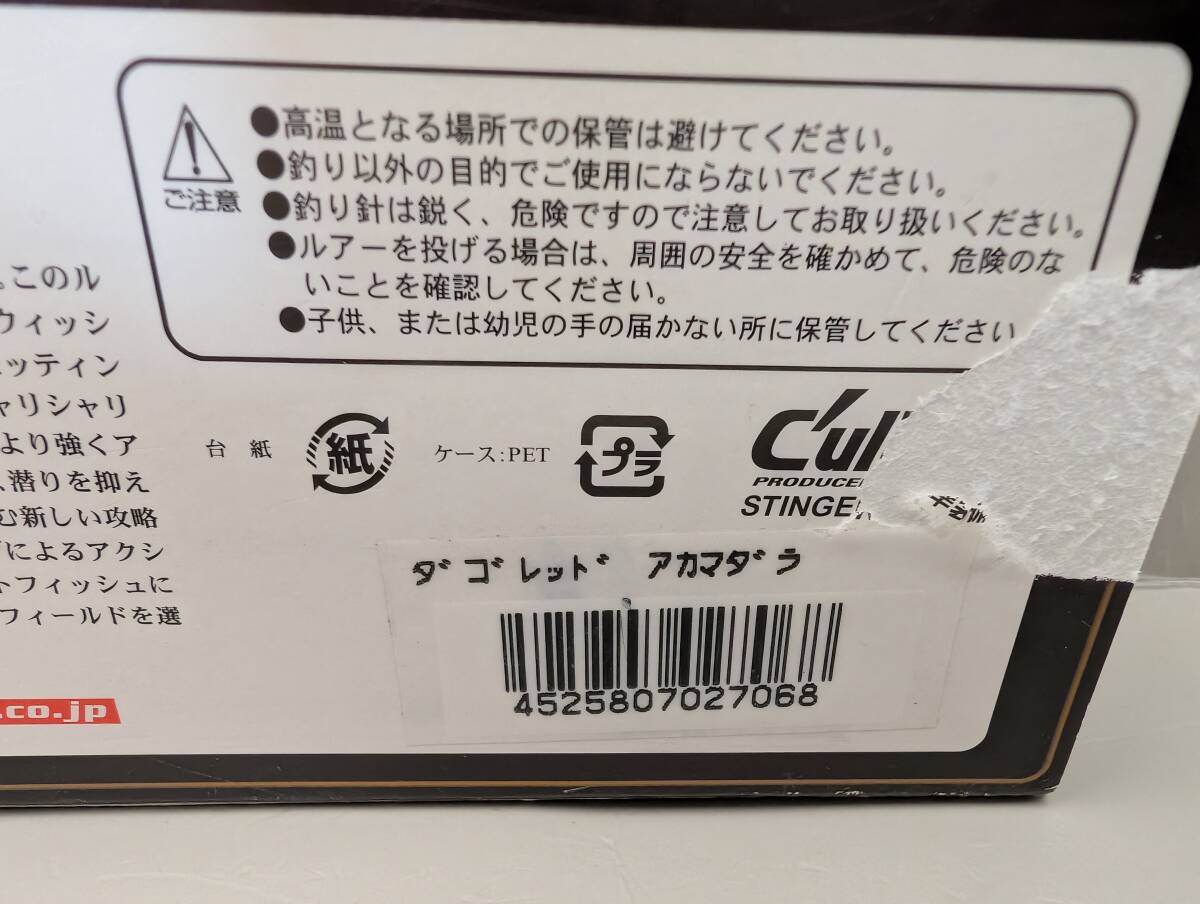 ●高温となる場所での保管は避けてください。
●釣り以外の目的でご使用にならないでください。
●釣り針は鋭く、危険ですので注意してお取り扱いください。
●ルアーを投げる場合は、周囲の安全を確かめて、危険のな
いことを確認してください。
●子供、または幼児の手の届かない所に保管してください
ご注意
このル
ウィッシ
ッティン
ャリシャリ
より強くア
、潜りを抑え
む新しい攻略
によるアクシ
トフィッシュに
フィールドを選
.co.jp
台紙
紙
ケース:PET
プラ
C'ul
PRODUCE
STINGE
ダゴレッド アカマダラ
4525807027068